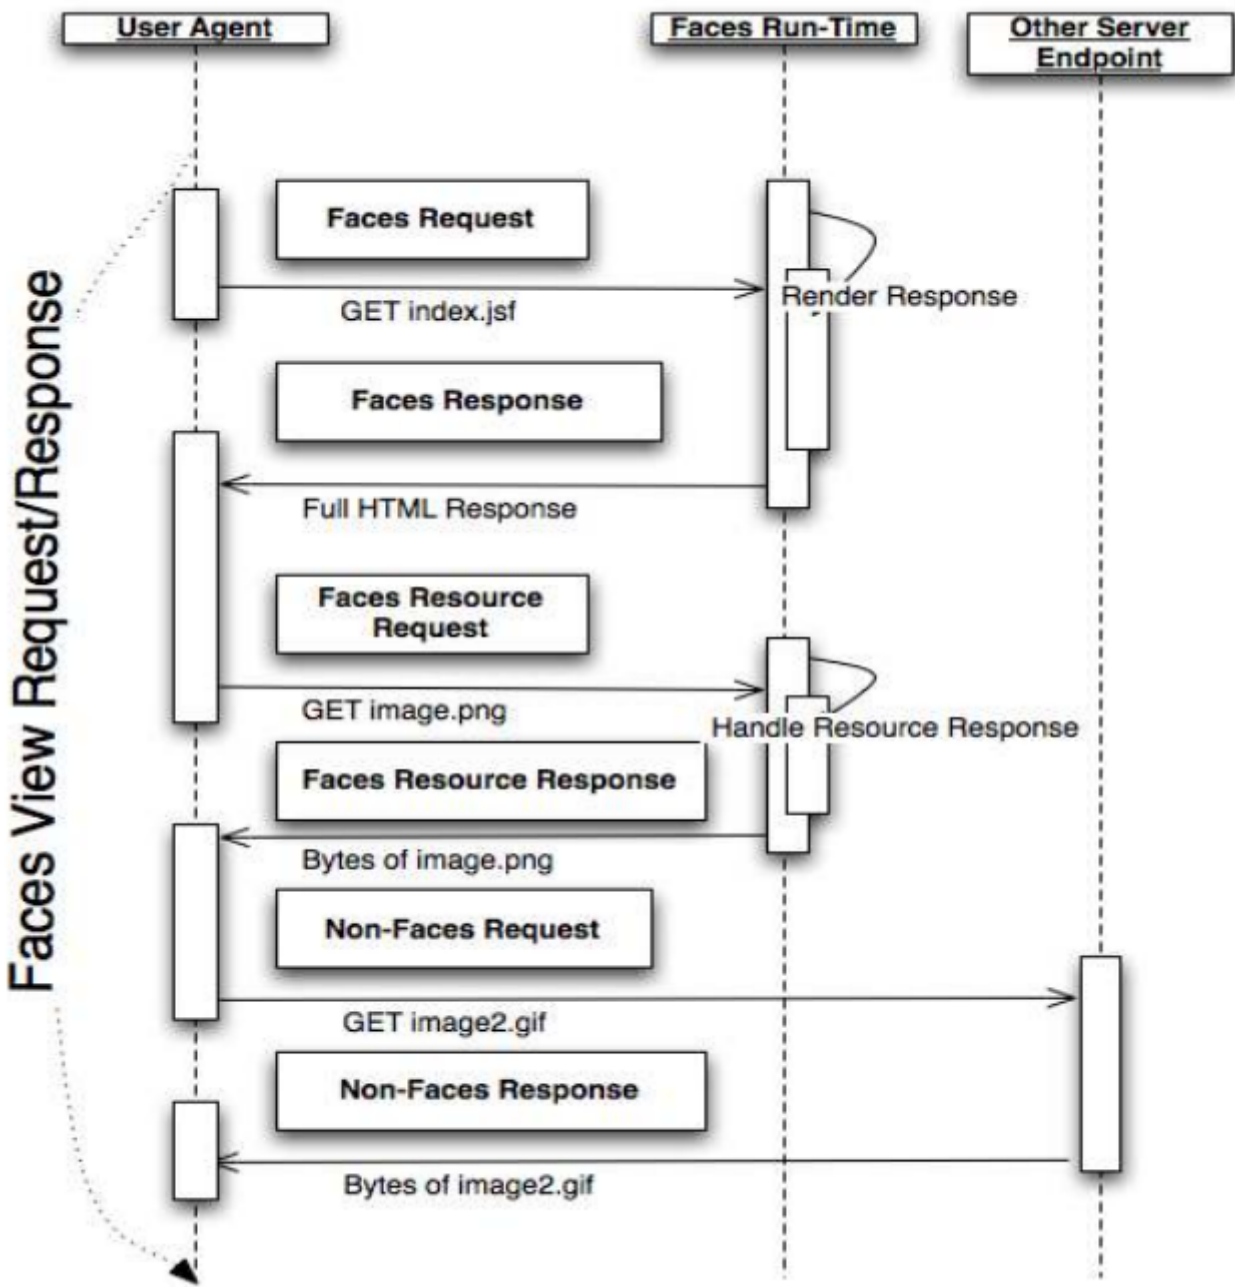 User Agent
Faces Run-Time
Other Server
Endpoint
Faces Request
GET index.jsf
Render Response
Faces Response
Full HTML Response
Faces Resource
Request
GET image.png
Handle Resource Response
Faces Resource Response
Bytes of image.png
Non-Faces Request
GET image2.gif
Non-Faces Response
Bytes of image2.gif
Faces View Request/Response